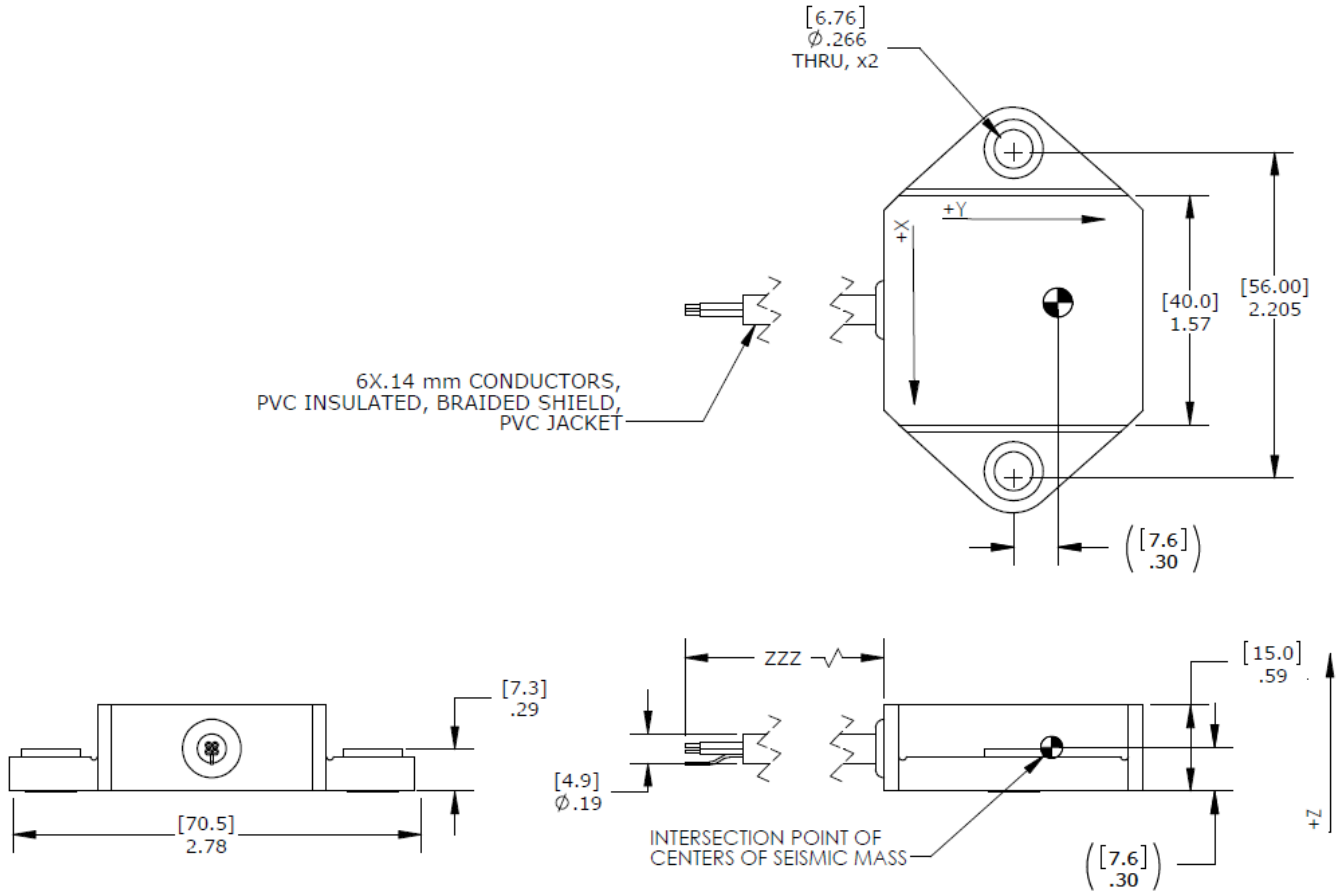 [6.76]
⌀.266
THRU, x2
+Y
+X
[40.0]
1.57
[56.00]
2.205
6X.14 mm CONDUCTORS,
PVC INSULATED, BRAIDED SHIELD,
PVC JACKET
([7.6]
.30)
ZZZ
[15.0]
.59
[7.3]
.29
[4.9]
⌀.19
[70.5]
2.78
INTERSECTION POINT OF
CENTERS OF SEISMIC MASS
([7.6]
.30)
+Z